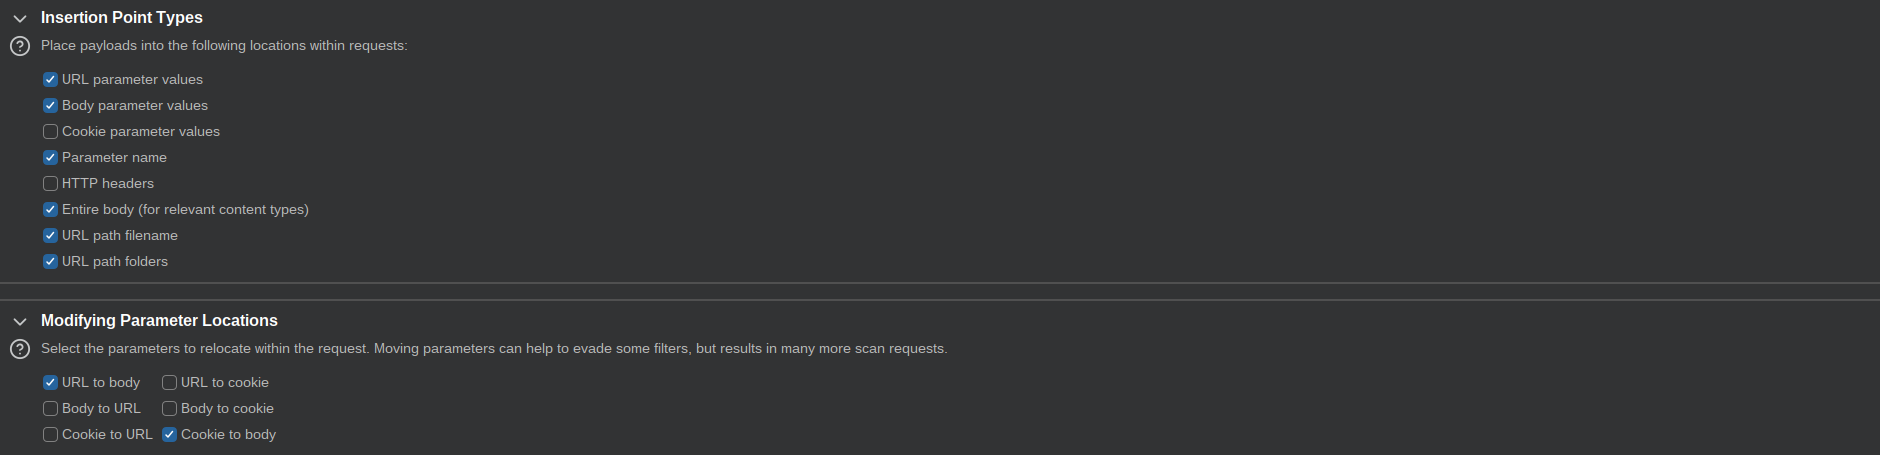 Insertion Point Types
Place payloads into the following locations within requests:
URL parameter values
Body parameter values
Cookie parameter values
Parameter name
HTTP headers
Entire body (for relevant content types)
URL path filename
URL path folders
Modifying Parameter Locations
Select the parameters to relocate within the request. Moving parameters can help to evade some filters, but results in many more scan requests.
URL to body URL to cookie
Body to URL Body to cookie
Cookie to URL Cookie to body